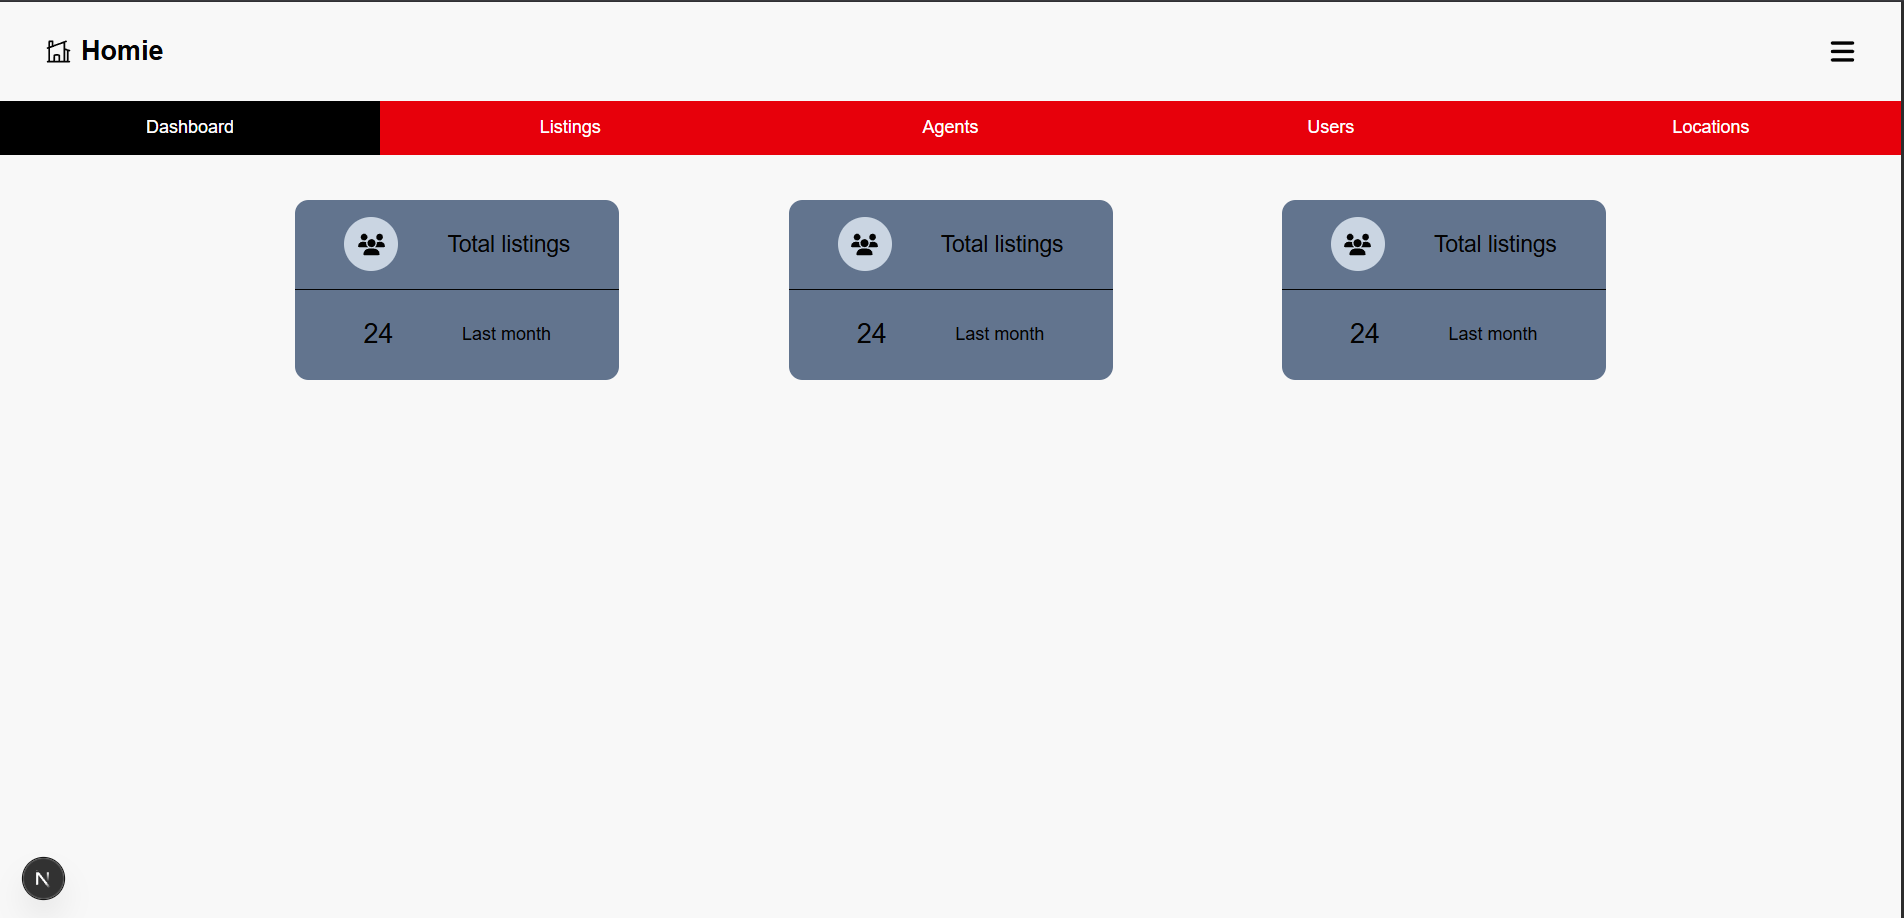 Homie
Dashboard Listings Agents Users Locations
Total listings Total listings Total listings
24 Last month 24 Last month 24 Last month
N